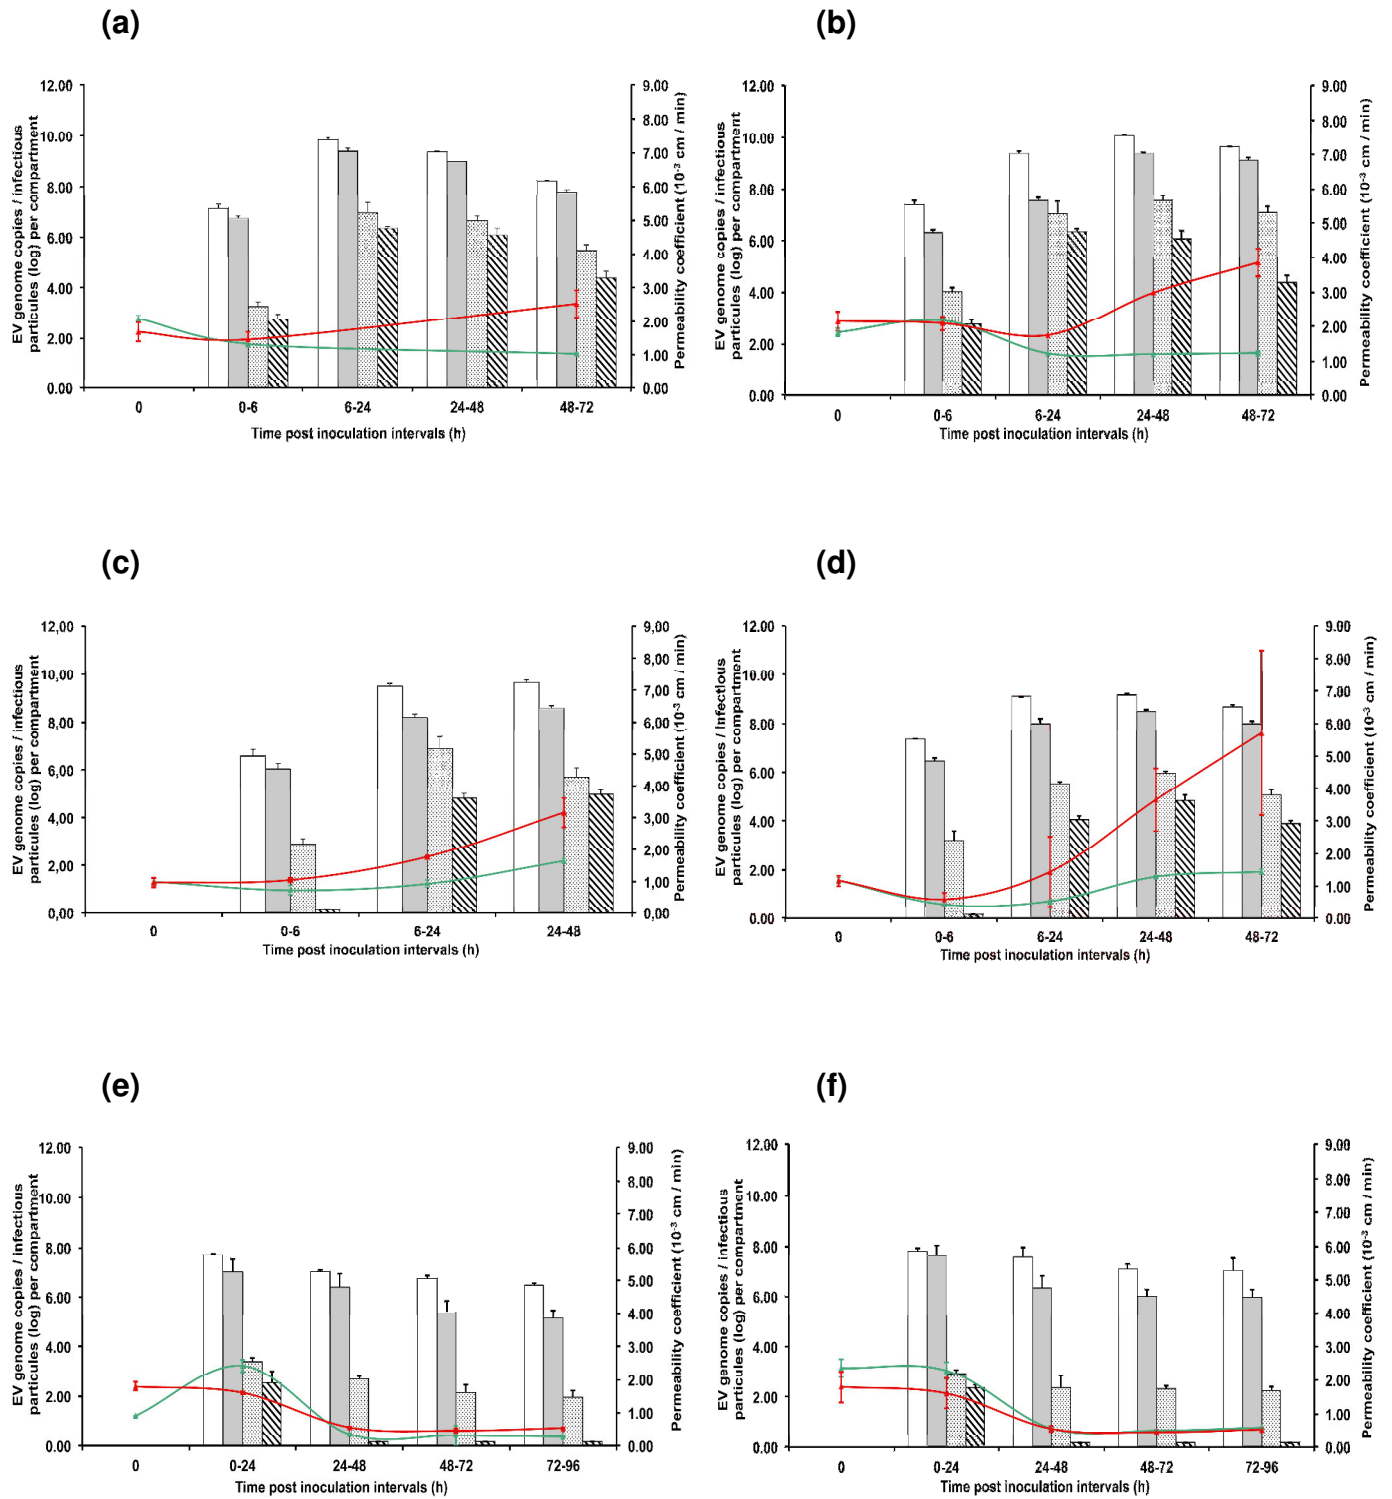 (a)
12.00
10.00
8.00
6.00
4.00
2.00
0.00
EV genome copies / infectious
particules (log) per compartment
9.00
8.00
7.00
6.00
5.00
4.00
3.00
2.00
1.00
0.00
Permeability coefficient (10-3 cm / min)
0 0-6 6-24 24-48 48-72
Time post inoculation intervals (h)
(b)
12.00
10.00
8.00
6.00
4.00
2.00
0.00
EV genome copies / infectious
particules (log) per compartment
9.00
8.00
7.00
6.00
5.00
4.00
3.00
2.00
1.00
0.00
Permeability coefficient (10-3 cm / min)
0 0-6 6-24 24-48 48-72
Time post inoculation intervals (h)
(c)
12,00
10,00
8,00
6,00
4,00
2,00
0,00
EV genome copies / infectious
particules (log) per compartment
9,00
8,00
7,00
6,00
5,00
4,00
3,00
2,00
1,00
0,00
Permeability coefficient (10-3 cm / min)
0 0-6 6-24 24-48
Time post inoculation intervals (h)
(d)
12.00
10.00
8.00
6.00
4.00
2.00
0.00
EV genome copies / Infectlous
particules (log) per compartment
9.00
8.00
7.00
6.00
5.00
4.00
3.00
2.00
1.00
0.00
Permeability coefficient (10-3 cm / min)
0 0-6 6-24 24-48 48-72
Time post inoculation intervals (h)
(e)
12.00
10.00
8.00
6.00
4.00
2.00
0.00
EV genome copies / infectious
particules (log) per compartment
9.00
8.00
7.00
6.00
5.00
4.00
3.00
2.00
1.00
0.00
Permeability coefficient (10-3 cm / min)
0 0-24 24-48 48-72 72-96
Time post inoculation intervals (h)
(f)
12.00
10.00
8.00
6.00
4.00
2.00
0.00
EV genome copies / infectious
particules (log) per compartment
9.00
8.00
7.00
6.00
5.00
4.00
3.00
2.00
1.00
0.00
Permeability coefficient (10-3 cm / min)
0 0-24 24-48 48-72 72-96
Time post inoculation intervals (h)